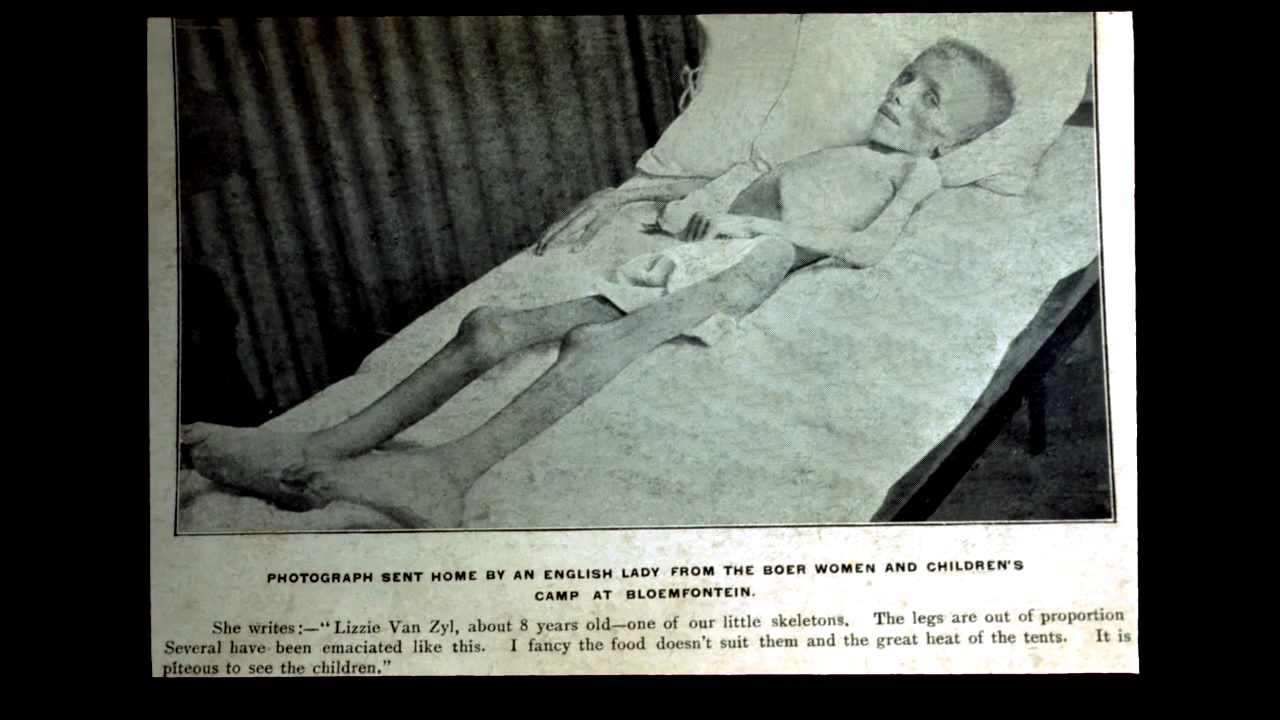 PHOTOGRAPH SENT HOME BY AN ENGLISH LADY FROM THE BOER WOMEN AND CHILDREN'S
CAMP AT BLOEMFONTEIN.
She writes:—"Lizzie Van Zyl, about 8 years old—one of our little skeletons. The legs are out of proportion
Several have been emaciated like this. I fancy the food doesn't suit them and the great heat of the tents. It is
piteous to see the children."